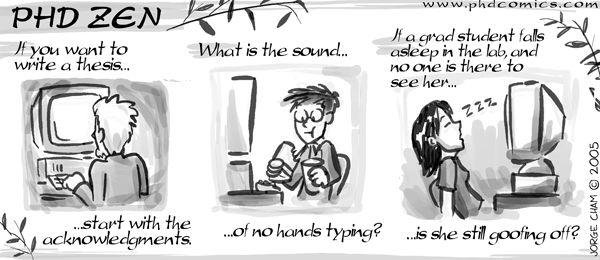 PHD ZEN
www.phdcomics.com
If you want to
write a thesis...
...start with the
acknowledgments.
What is the sound...
...of no hands typing?
If a grad student falls
asleep in the lab, and
no one is there to
see her...
ZZZ
...is she still goofing off?
JORGE CHAM © 2005